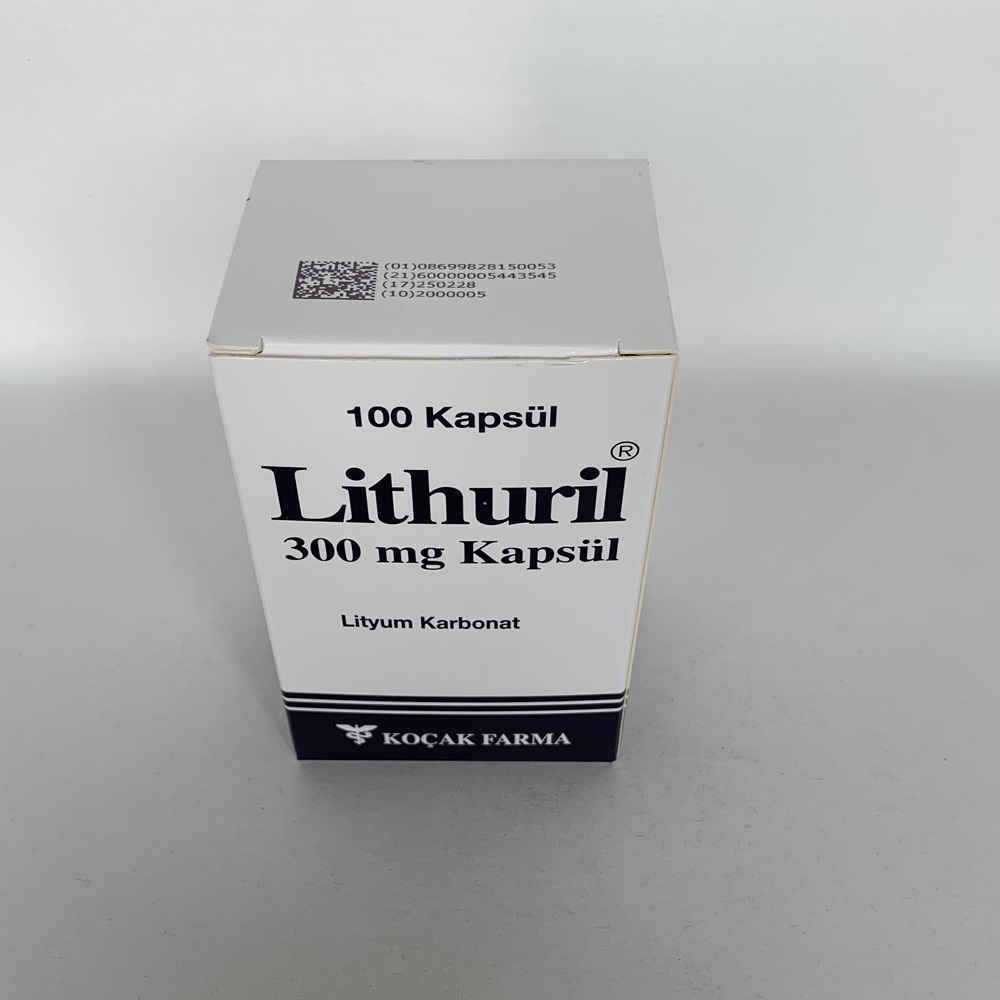 (01)08699828150053
(21)60000005443545
(17)250228
(10)2000005
100 Kapsül
Lithuril®
300 mg Kapsül
Lityum Karbonat
KOÇAK FARMA